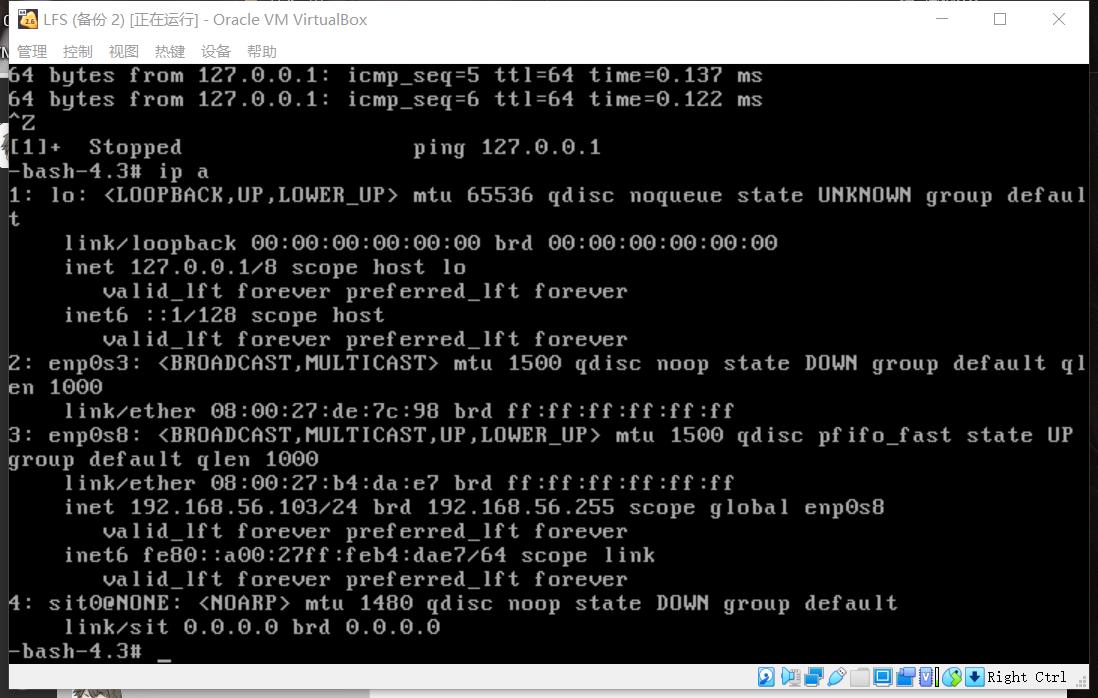 LFS (备份 2) [正在运行] - Oracle VM VirtualBox
管理 控制 视图 热键 设备 帮助
64 bytes from 127.0.0.1: icmp_seq=5 ttl=64 time=0.137 ms
64 bytes from 127.0.0.1: icmp_seq=6 ttl=64 time=0.122 ms
^Z
[1]+  Stopped                 ping 127.0.0.1
-bash-4.3# ip a
1: lo: <LOOPBACK,UP,LOWER_UP> mtu 65536 qdisc noqueue state UNKNOWN group defaul
t
    link/loopback 00:00:00:00:00:00 brd 00:00:00:00:00:00
    inet 127.0.0.1/8 scope host lo
       valid_lft forever preferred_lft forever
    inet6 ::1/128 scope host
       valid_lft forever preferred_lft forever
2: enp0s3: <BROADCAST,MULTICAST> mtu 1500 qdisc noop state DOWN group default ql
en 1000
    link/ether 08:00:27:de:7c:98 brd ff:ff:ff:ff:ff:ff
3: enp0s8: <BROADCAST,MULTICAST,UP,LOWER_UP> mtu 1500 qdisc pfifo_fast state UP
group default qlen 1000
    link/ether 08:00:27:b4:da:e7 brd ff:ff:ff:ff:ff:ff
    inet 192.168.56.103/24 brd 192.168.56.255 scope global enp0s8
       valid_lft forever preferred_lft forever
    inet6 fe80::a00:27ff:feb4:dae7/64 scope link
       valid_lft forever preferred_lft forever
4: sit0@NONE: <NOARP> mtu 1480 qdisc noop state DOWN group default
    link/sit 0.0.0.0 brd 0.0.0.0
-bash-4.3# _
Right Ctrl